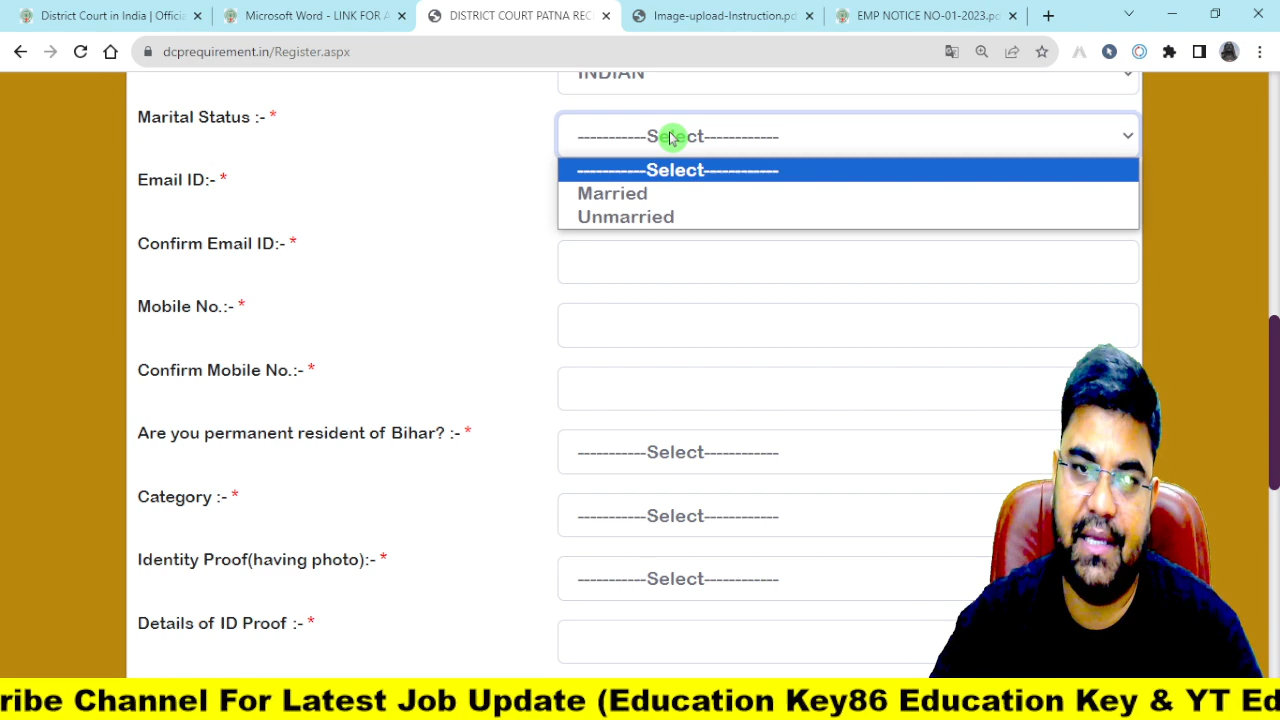 District Court in India | Officia
Microsoft Word - LINK FOR A
DISTRICT COURT PATNA REC
Image-upload-Instruction.pd
EMP NOTICE NO-01-2023.pd
dcprequirement.in/Register.aspx
INDIAN
Marital Status :- *
-----------Select------------
-----------Select------------
Married
Unmarried
Email ID:- *
Confirm Email ID:- *
Mobile No.:- *
Confirm Mobile No.:- *
Are you permanent resident of Bihar? :- *
-----------Select------------
Category :- *
-----------Select------------
Identity Proof(having photo):- *
-----------Select------------
Details of ID Proof :- *
ribe Channel For Latest Job Update (Education Key86 Education Key & YT Ed